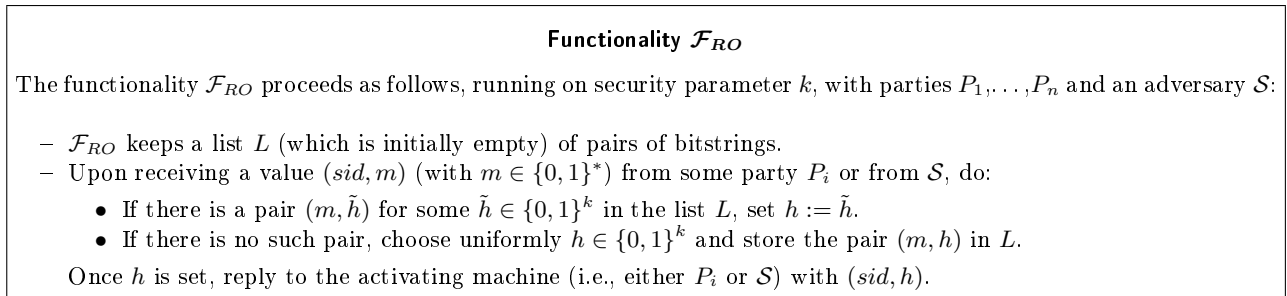 Functionality $\mathcal{F}_{RO}$
The functionality $\mathcal{F}_{RO}$ proceeds as follows, running on security parameter $k$, with parties $P_1,\ldots,P_n$ and an adversary $\mathcal{S}$:
– $\mathcal{F}_{RO}$ keeps a list $L$ (which is initially empty) of pairs of bitstrings.
– Upon receiving a value $(sid, m)$ (with $m \in \{0,1\}^*$) from some party $P_i$ or from $\mathcal{S}$, do:
• If there is a pair $(m, \tilde{h})$ for some $\tilde{h} \in \{0,1\}^k$ in the list $L$, set $h := \tilde{h}$.
• If there is no such pair, choose uniformly $h \in \{0,1\}^k$ and store the pair $(m, h)$ in $L$.
Once $h$ is set, reply to the activating machine (i.e., either $P_i$ or $\mathcal{S}$) with $(sid, h)$.